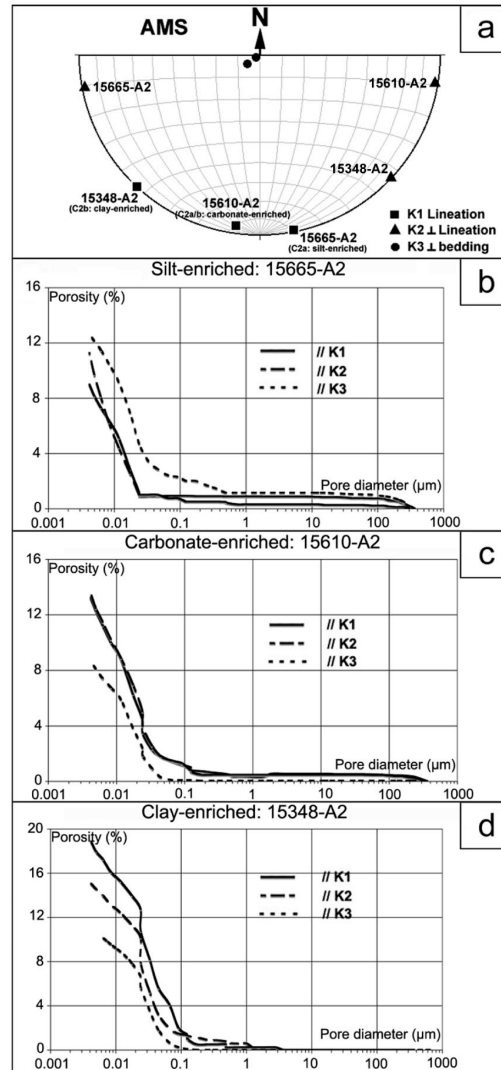 AMS
N
a
15665-A2
15610-A2
15348-A2
(C2b: clay-enriched)
15610-A2
(C2a/b: carbonate-enriched)
15665-A2
(C2a: silt-enriched)
15348-A2
■ K1 Lineation
▲ K2 ⊥ Lineation
● K3 ⊥ bedding
Silt-enriched: 15665-A2
b
Porosity (%)
16
12
8
4
0
// K1
// K2
// K3
Pore diameter (µm)
0.001 0.01 0.1 1 10 100 1000
Carbonate-enriched: 15610-A2
c
Porosity (%)
16
12
8
4
0
// K1
// K2
// K3
Pore diameter (µm)
0.001 0.01 0.1 1 10 100 1000
Clay-enriched: 15348-A2
d
Porosity (%)
20
16
12
8
4
0
// K1
// K2
// K3
Pore diameter (µm)
0.001 0.01 0.1 1 10 100 1000